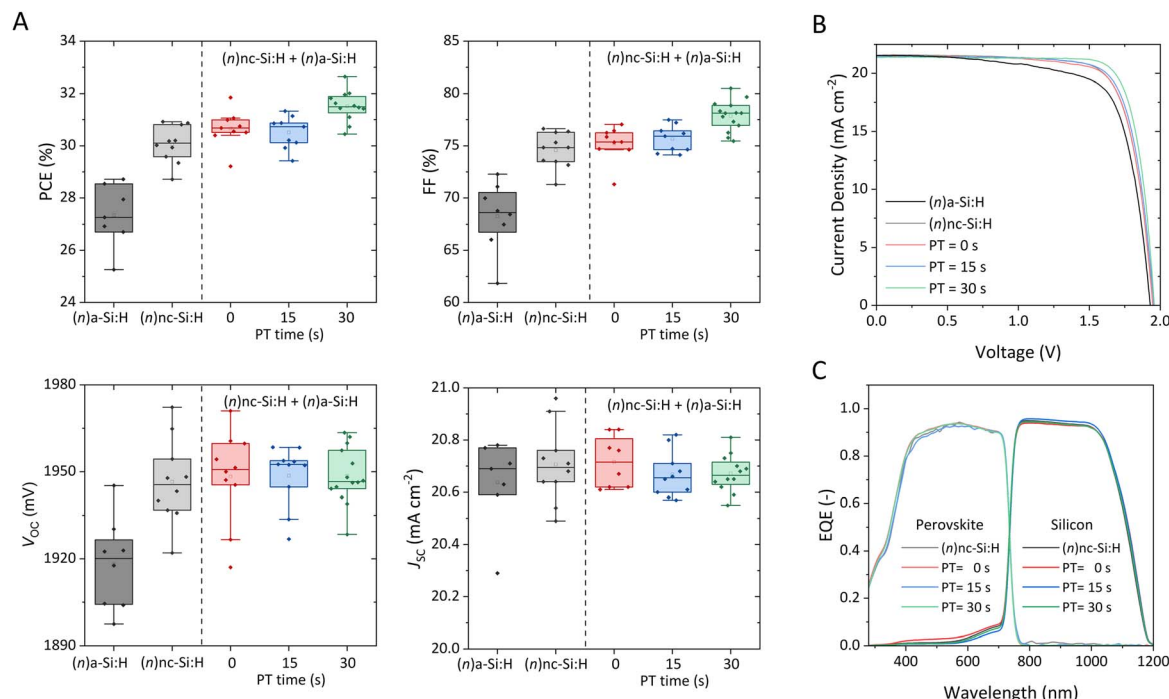 A
34
32
30
28
26
24
PCE (%)
(n)nc-Si:H + (n)a-Si:H
(n)a-Si:H
(n)nc-Si:H
0
15
30
PT time (s)
85
80
75
70
65
60
FF (%)
(n)nc-Si:H + (n)a-Si:H
(n)a-Si:H
(n)nc-Si:H
0
15
30
PT time (s)
1980
1950
1920
1890
VOC (mV)
(n)nc-Si:H + (n)a-Si:H
(n)a-Si:H
(n)nc-Si:H
0
15
30
PT time (s)
21.0
20.8
20.6
20.4
20.2
20.0
JSC (mA cm-2)
(n)nc-Si:H + (n)a-Si:H
(n)a-Si:H
(n)nc-Si:H
0
15
30
PT time (s)
B
20
15
10
5
0
Current Density (mA cm-2)
(n)a-Si:H
(n)nc-Si:H
PT = 0 s
PT = 15 s
PT = 30 s
0.0
0.5
1.0
1.5
2.0
Voltage (V)
C
1.0
0.8
0.6
0.4
0.2
0.0
EQE (-)
Perovskite
(n)nc-Si:H
PT= 0 s
PT= 15 s
PT= 30 s
Silicon
(n)nc-Si:H
PT= 0 s
PT= 15 s
PT= 30 s
400
600
800
1000
1200
Wavelength (nm)